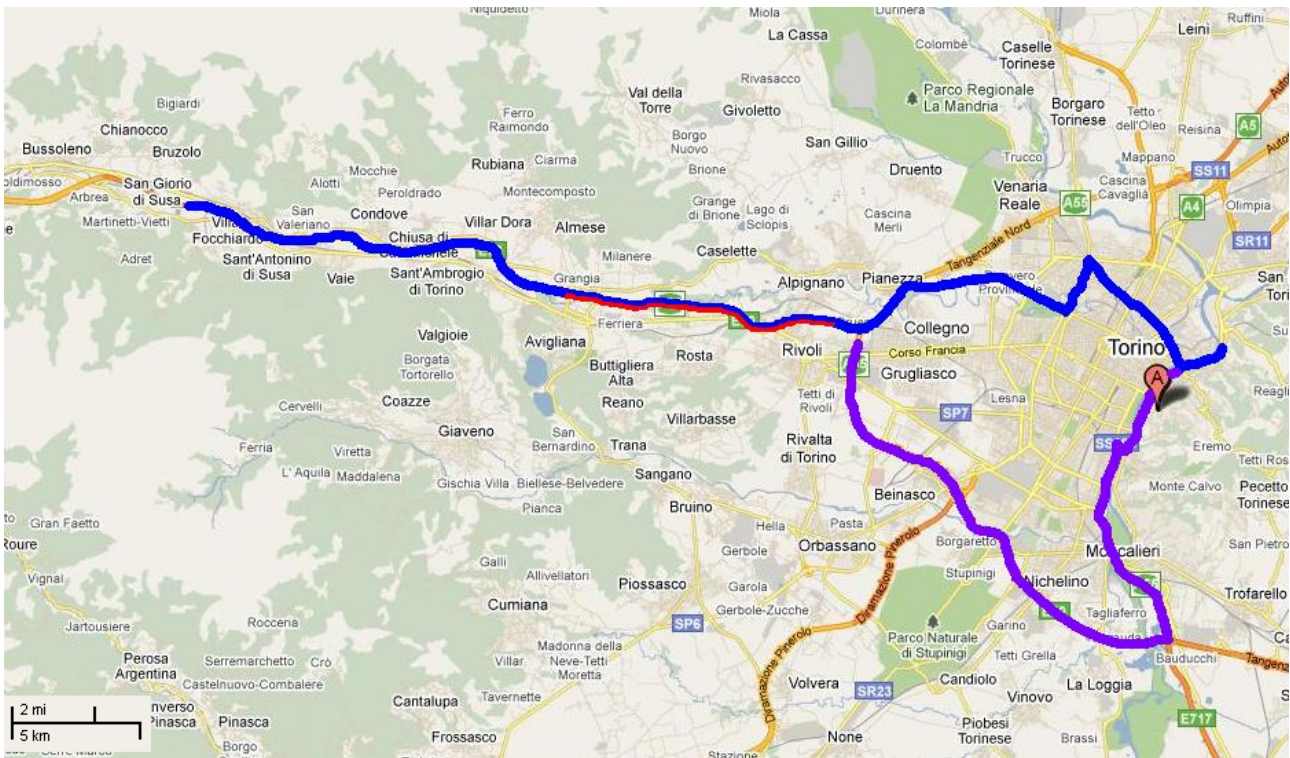 Niquidetto
Miola
Durinera
Ruffini
La Cassa
Leini
Colombé
Caselle
Torinese
Rivasacco
Val della
Torre
Givoletto
Parco Regionale
La Mandria
Borgaro
Torinese
Tetto
dell'Oleo
Reisina
A5
Bigiardi
Chianocco
Ferro
Raimondo
Bussoleno
Bruzolo
Rubiana
Ciarma
Borgo
Nuovo
San Gillio
Brione
Druento
Trucco
Mappano
SS11
Mochie
Alotti
Peroldrado
Montecomposto
Grange
di Brione
Lago di
Sclopis
Cascina
Merli
Venaria
Reale
Cascina
Cavaglià
A55
A4
Olimpia
San Giorio
di Susa
Arbrea
Martinetti-Vietti
San
Valeriano
Condove
Villar Dora
Almese
SR11
Focchiardo
Chiusa di
Adret
Sant'Antonino
di Susa
Vaie
Sant'Ambrogio
di Torino
Milanere
Caselette
Tangenziale Nord
Grangia
Alpignano
Pianezza
Valgioie
Ferriera
Avigliana
Rosta
Rivoli
Collegno
Corso Francia
Torino
A
Borgata
Tortorello
Buttigliera
Alta
Grugliasco
Reano
Tetti di
Rivoli
Lesna
SP7
Coazze
Villarbasse
Cervelli
Giaveno
San
Bernardino
Trana
Rivalta
di Torino
Eremo
Ferria
Viretta
L' Aquila
Maddalena
Sangano
Gischia Villa
Biellese-Belvedere
Pianca
Bruino
Beinasco
Monte Calvo
Pecetto
Torinese
Gran Faetto
Roure
Hella
Pasta
Orbassano
Borgaretto
Moncalieri
San Pietro
Gerbole
Vignal
Galli
Allivellatori
Piossasco
Garola
Stupinigi
Nichelino
Trofarello
Cumiana
Gerbole-Zucche
Tagliaferro
Rocceria
Jartousiere
SP6
Diramazione Pinerolo
Parco Naturale
di Stupinigi
Garino
Perosa
Argentina
Serremarchetto
Crò
Castelnuovo-Combalere
Villar
Madonna della
Neve-Tetti
Moretta
Tetti Grella
Bauducchi
Volvera
SR23
Candiolo
Vinovo
La Loggia
Cantalupa
Tavernette
Diramazione Pinerolo
2 mi
5 km
Pinasca
Pinasca
Borgo
Frossasco
None
Piobesi
Torinese
Brassi
E717
Stazione